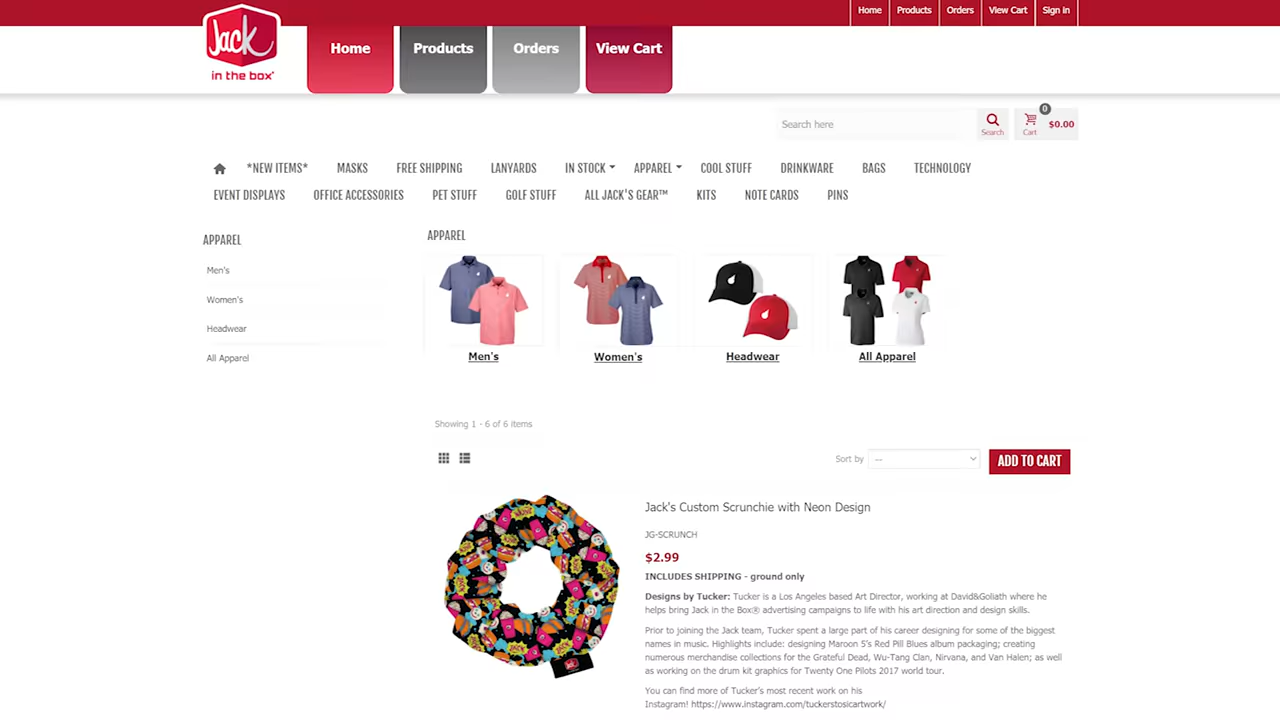 Home Products Orders View Cart Sign in
Jack
in the box®
Home Products Orders View Cart
Search here
Search
0
Cart
$0.00
*NEW ITEMS* MASKS FREE SHIPPING LANYARDS IN STOCK APPAREL COOL STUFF DRINKWARE BAGS TECHNOLOGY
EVENT DISPLAYS OFFICE ACCESSORIES PET STUFF GOLF STUFF ALL JACK'S GEAR™ KITS NOTE CARDS PINS
APPAREL
Men's
Women's
Headwear
All Apparel
APPAREL
Men's Women's Headwear All Apparel
Showing 1 - 6 of 6 items
Sort by --
ADD TO CART
Jack's Custom Scrunchie with Neon Design
JG-SCRUNCH
$2.99
INCLUDES SHIPPING - ground only
Designs by Tucker: Tucker is a Los Angeles based Art Director, working at David&Goliath where he
helps bring Jack in the Box® advertising campaigns to life with his art direction and design skills.
Prior to joining the Jack team, Tucker spent a large part of his career designing for some of the biggest
names in music. Highlights include: designing Maroon 5's Red Pill Blues album packaging; creating
numerous merchandise collections for the Grateful Dead, Wu-Tang Clan, Nirvana, and Van Halen; as well
as working on the drum kit graphics for Twenty One Pilots 2017 world tour.
You can find more of Tucker's most recent work on his
Instagram! https://www.instagram.com/tuckerstosicartwork/